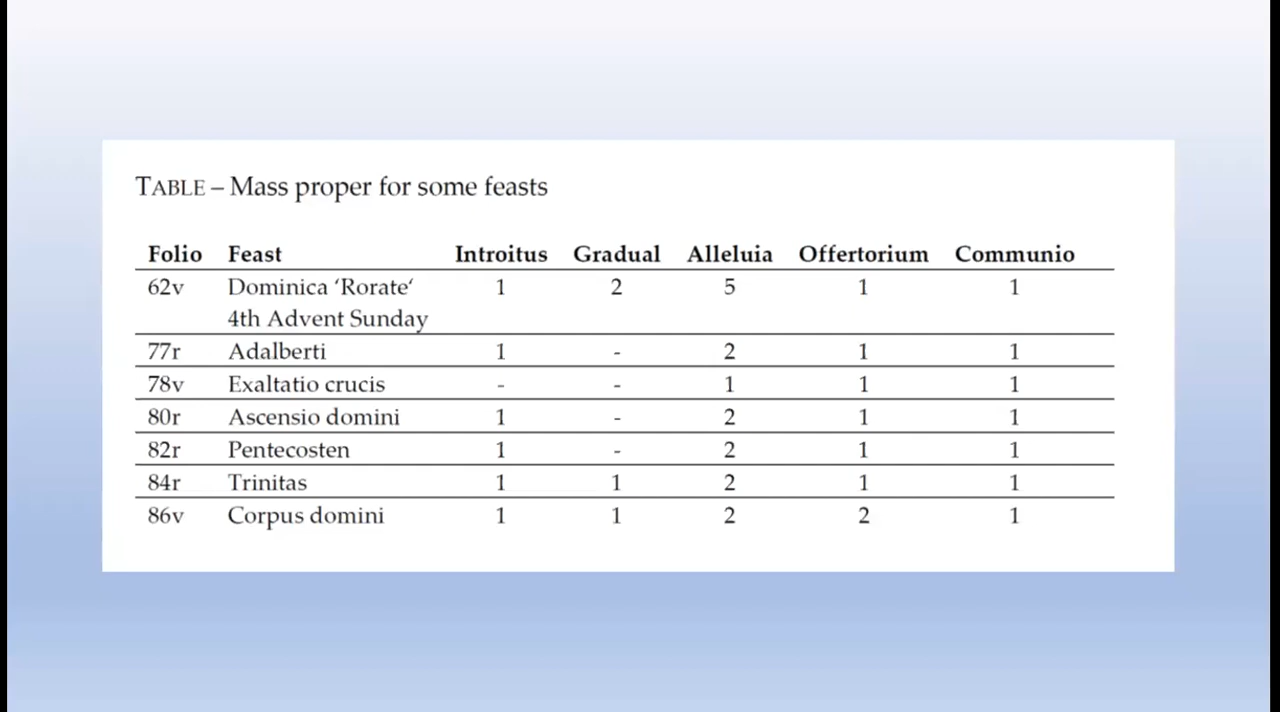 TABLE – Mass proper for some feasts
Folio Feast Introitus Gradual Alleluia Offertorium Communio
62v Dominica ‘Rorate‘ 1 2 5 1 1
4th Advent Sunday
77r Adalberti 1 - 2 1 1
78v Exaltatio crucis - - 1 1 1
80r Ascensio domini 1 - 2 1 1
82r Pentecosten 1 - 2 1 1
84r Trinitas 1 1 2 1 1
86v Corpus domini 1 1 2 2 1